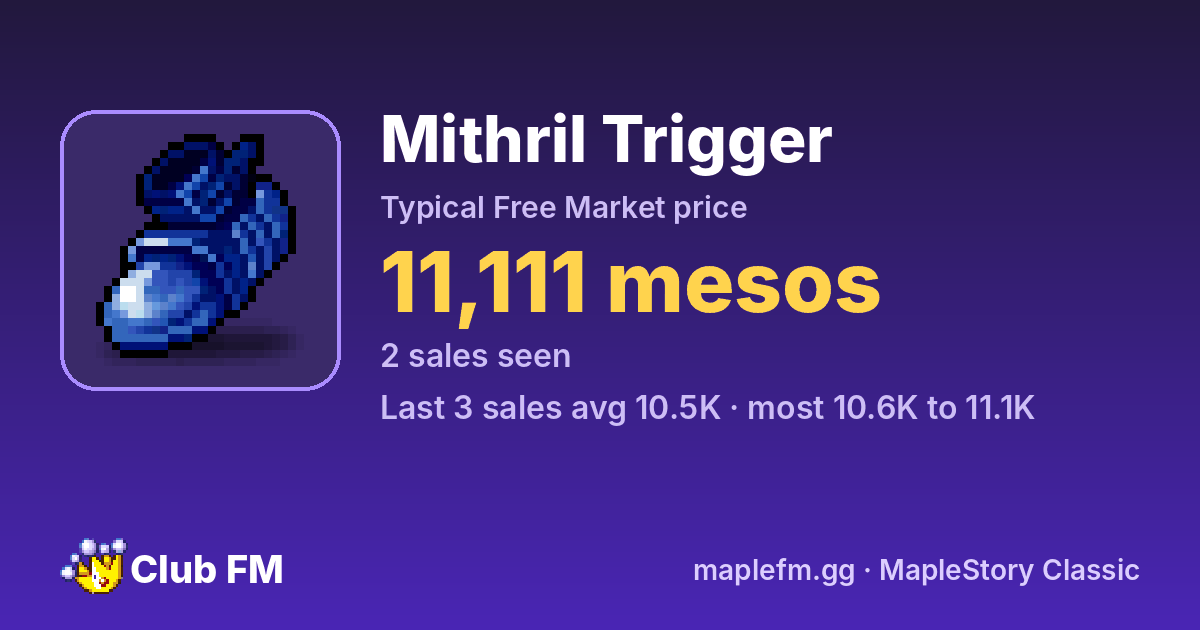 Mithril Trigger
Typical Free Market price
11,111 mesos
2 sales seen
Last 3 sales avg 10.5K · most 10.6K to 11.1K
Club FM
maplefm.gg · MapleStory Classic